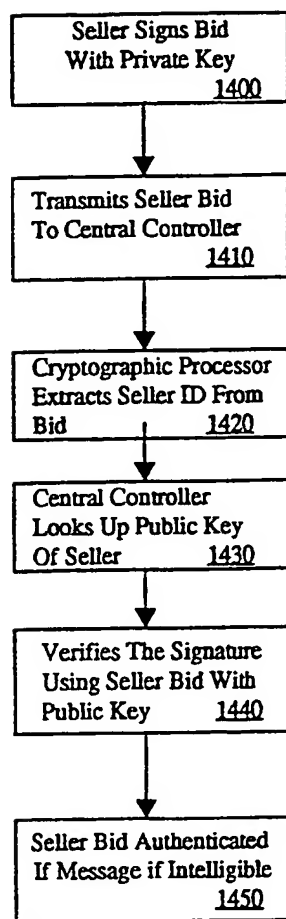 Seller Signs Bid
With Private Key
1400
Transmits Seller Bid
To Central Controller
1410
Cryptographic Processor
Extracts Seller ID From
Bid 1420
Central Controller
Looks Up Public Key
Of Seller 1430
Verifies The Signature
Using Seller Bid With
Public Key 1440
Seller Bid Authenticated
If Message if Intelligible
1450